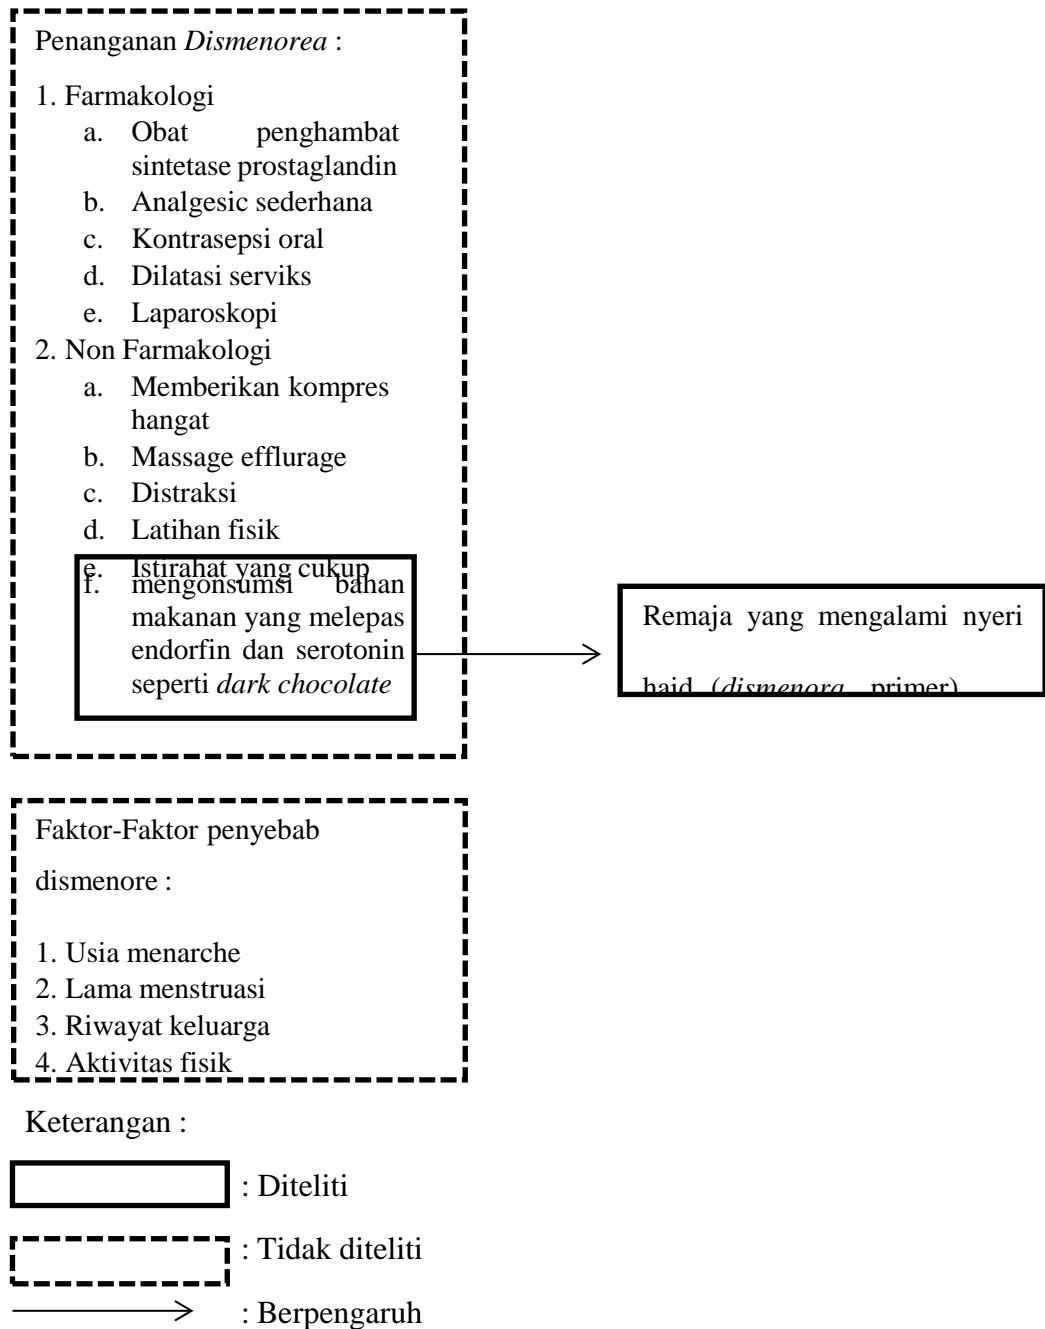 Penanganan Dismenorea :
1. Farmakologi
a. Obat penghambat
sintetase prostaglandin
b. Analgesic sederhana
c. Kontrasepsi oral
d. Dilatasi serviks
e. Laparoskopi
2. Non Farmakologi
a. Memberikan kompres
hangat
b. Massage efflurage
c. Distraksi
d. Latihan fisik
e. Istirahat yang cukup
f. mengonsumsi bahan
makanan yang melepas
endorfin dan serotonin
seperti dark chocolate
Remaja yang mengalami nyeri
haid (dismenora primer)
Faktor-Faktor penyebab
dismenore :
1. Usia menarche
2. Lama menstruasi
3. Riwayat keluarga
4. Aktivitas fisik
Keterangan :
: Diteliti
: Tidak diteliti
: Berpengaruh